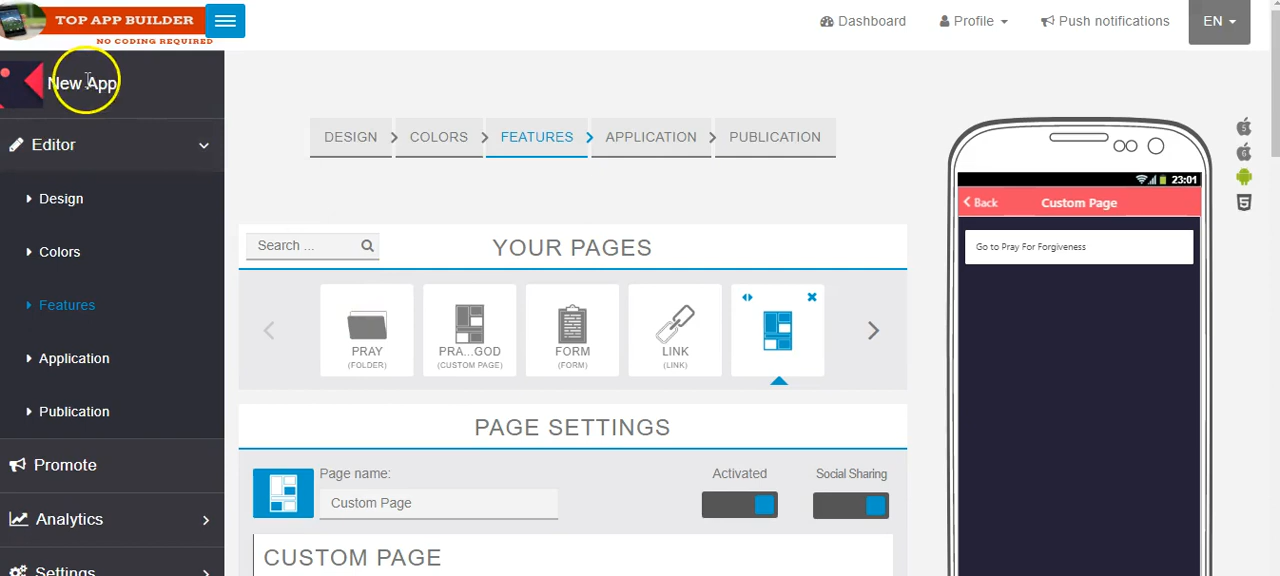 TOP APP BUILDER
NO CODING REQUIRED
Dashboard
Profile
Push notifications
EN
New App
Editor
Design
Colors
Features
Application
Publication
Promote
Analytics
Settings
DESIGN
COLORS
FEATURES
APPLICATION
PUBLICATION
Search ...
YOUR PAGES
PRAY
(FOLDER)
PRA...GOD
(CUSTOM PAGE)
FORM
(FORM)
LINK
(LINK)
PAGE SETTINGS
Page name:
Custom Page
Activated
Social Sharing
CUSTOM PAGE
23:01
Back
Custom Page
Go to Pray For Forgiveness
5
6
5